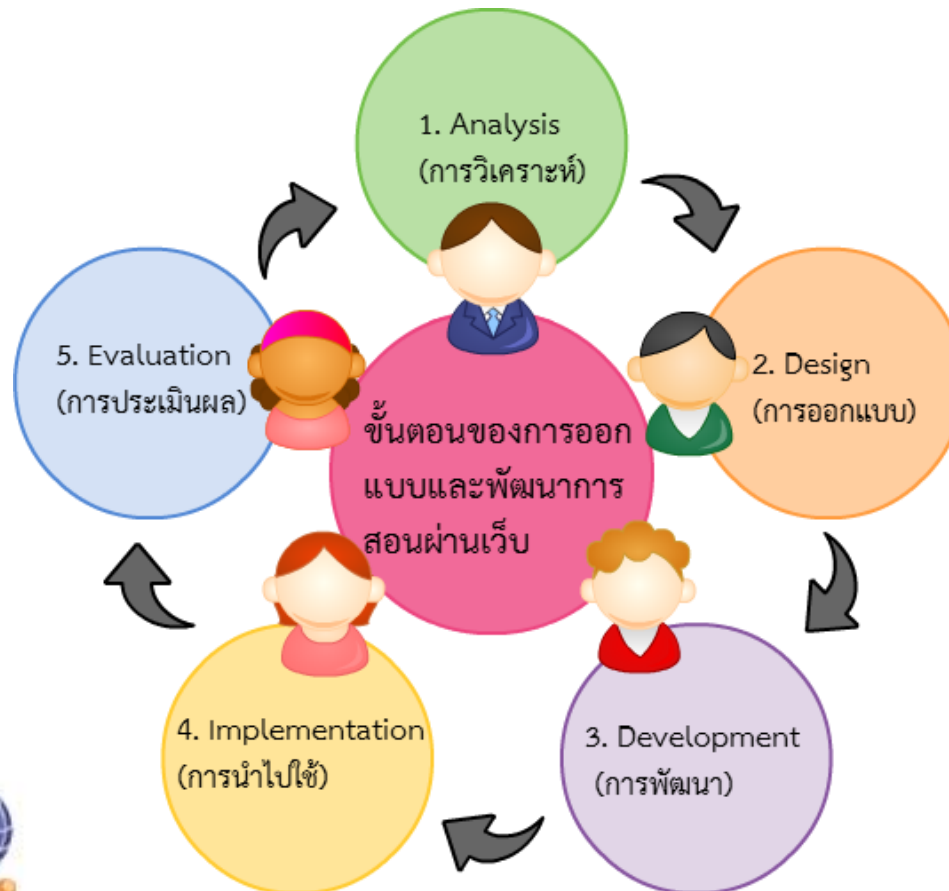 1. Analysis
(การวิเคราะห์)
2. Design
(การออกแบบ)
3. Development
(การพัฒนา)
4. Implementation
(การนำไปใช้)
5. Evaluation
(การประเมินผล)
ขั้นตอนของการออก
แบบและพัฒนาการ
สอนผ่านเว็บ